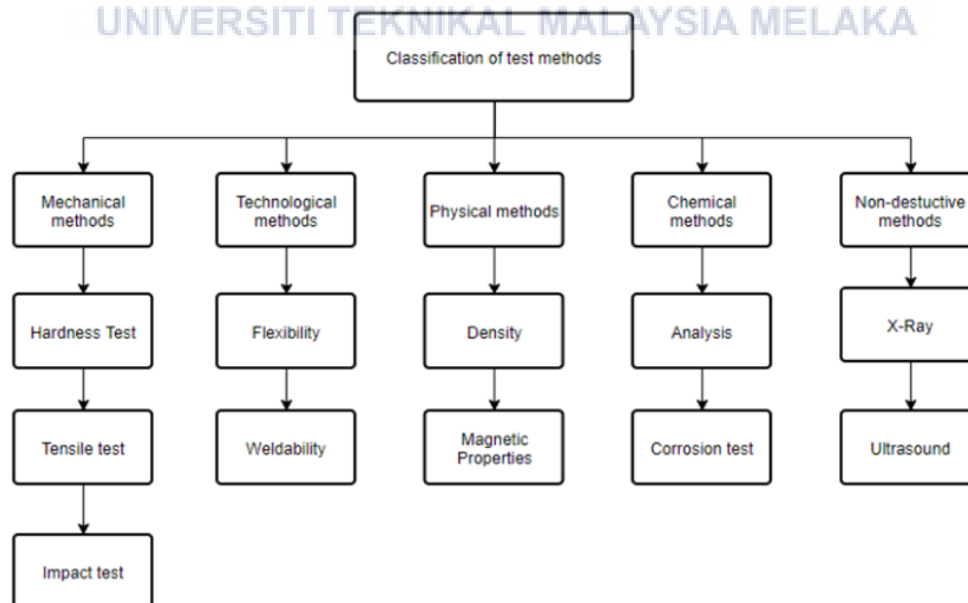 UNIVERSITI TEKNIKAL MALAYSIA MELAKA
Classification of test methods
Mechanical
methods
Technological
methods
Physical methods
Chemical
methods
Non-destuctive
methods
Hardness Test
Flexibility
Density
Analysis
X-Ray
Tensile test
Weldability
Magnetic
Properties
Corrosion test
Ultrasound
Impact test